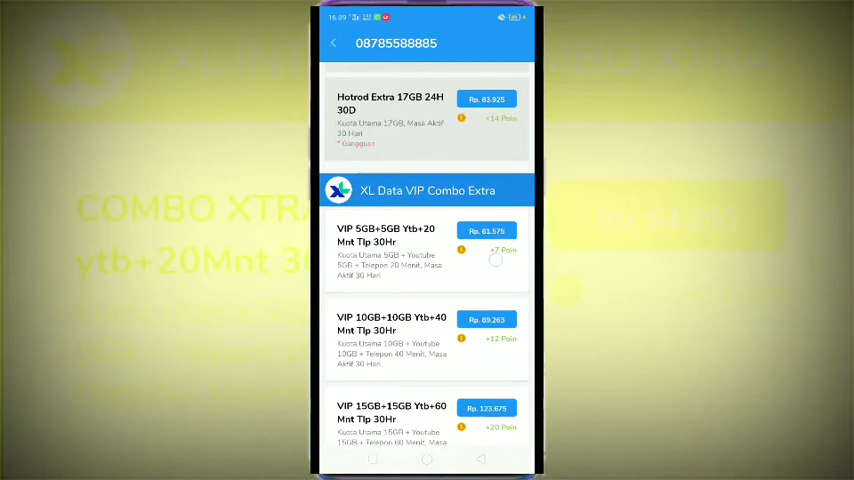 16.09
08785588885
Hotrod Extra 17GB 24H
30D
Rp. 83.925
+14 Poin
Kuota Utama 17GB, Masa Aktif
30 Hari
* Gangguan
XL Data VIP Combo Extra
VIP 5GB+5GB Ytb+20
Mnt Tlp 30Hr
Rp. 61.575
+7 Poin
Kuota Utama 5GB + Youtube
5GB + Telepon 20 Menit, Masa
Aktif 30 Hari
VIP 10GB+10GB Ytb+40
Mnt Tlp 30Hr
Rp. 89.263
+12 Poin
Kuota Utama 10GB + Youtube
10GB + Telepon 40 Menit, Masa
Aktif 30 Hari
VIP 15GB+15GB Ytb+60
Mnt Tlp 30Hr
Rp. 123.675
+20 Poin
Kuota Utama 15GB + Youtube
15GB + Telepon 60 Menit, Masa
COMBO XTRA
ytb+20Mnt 30